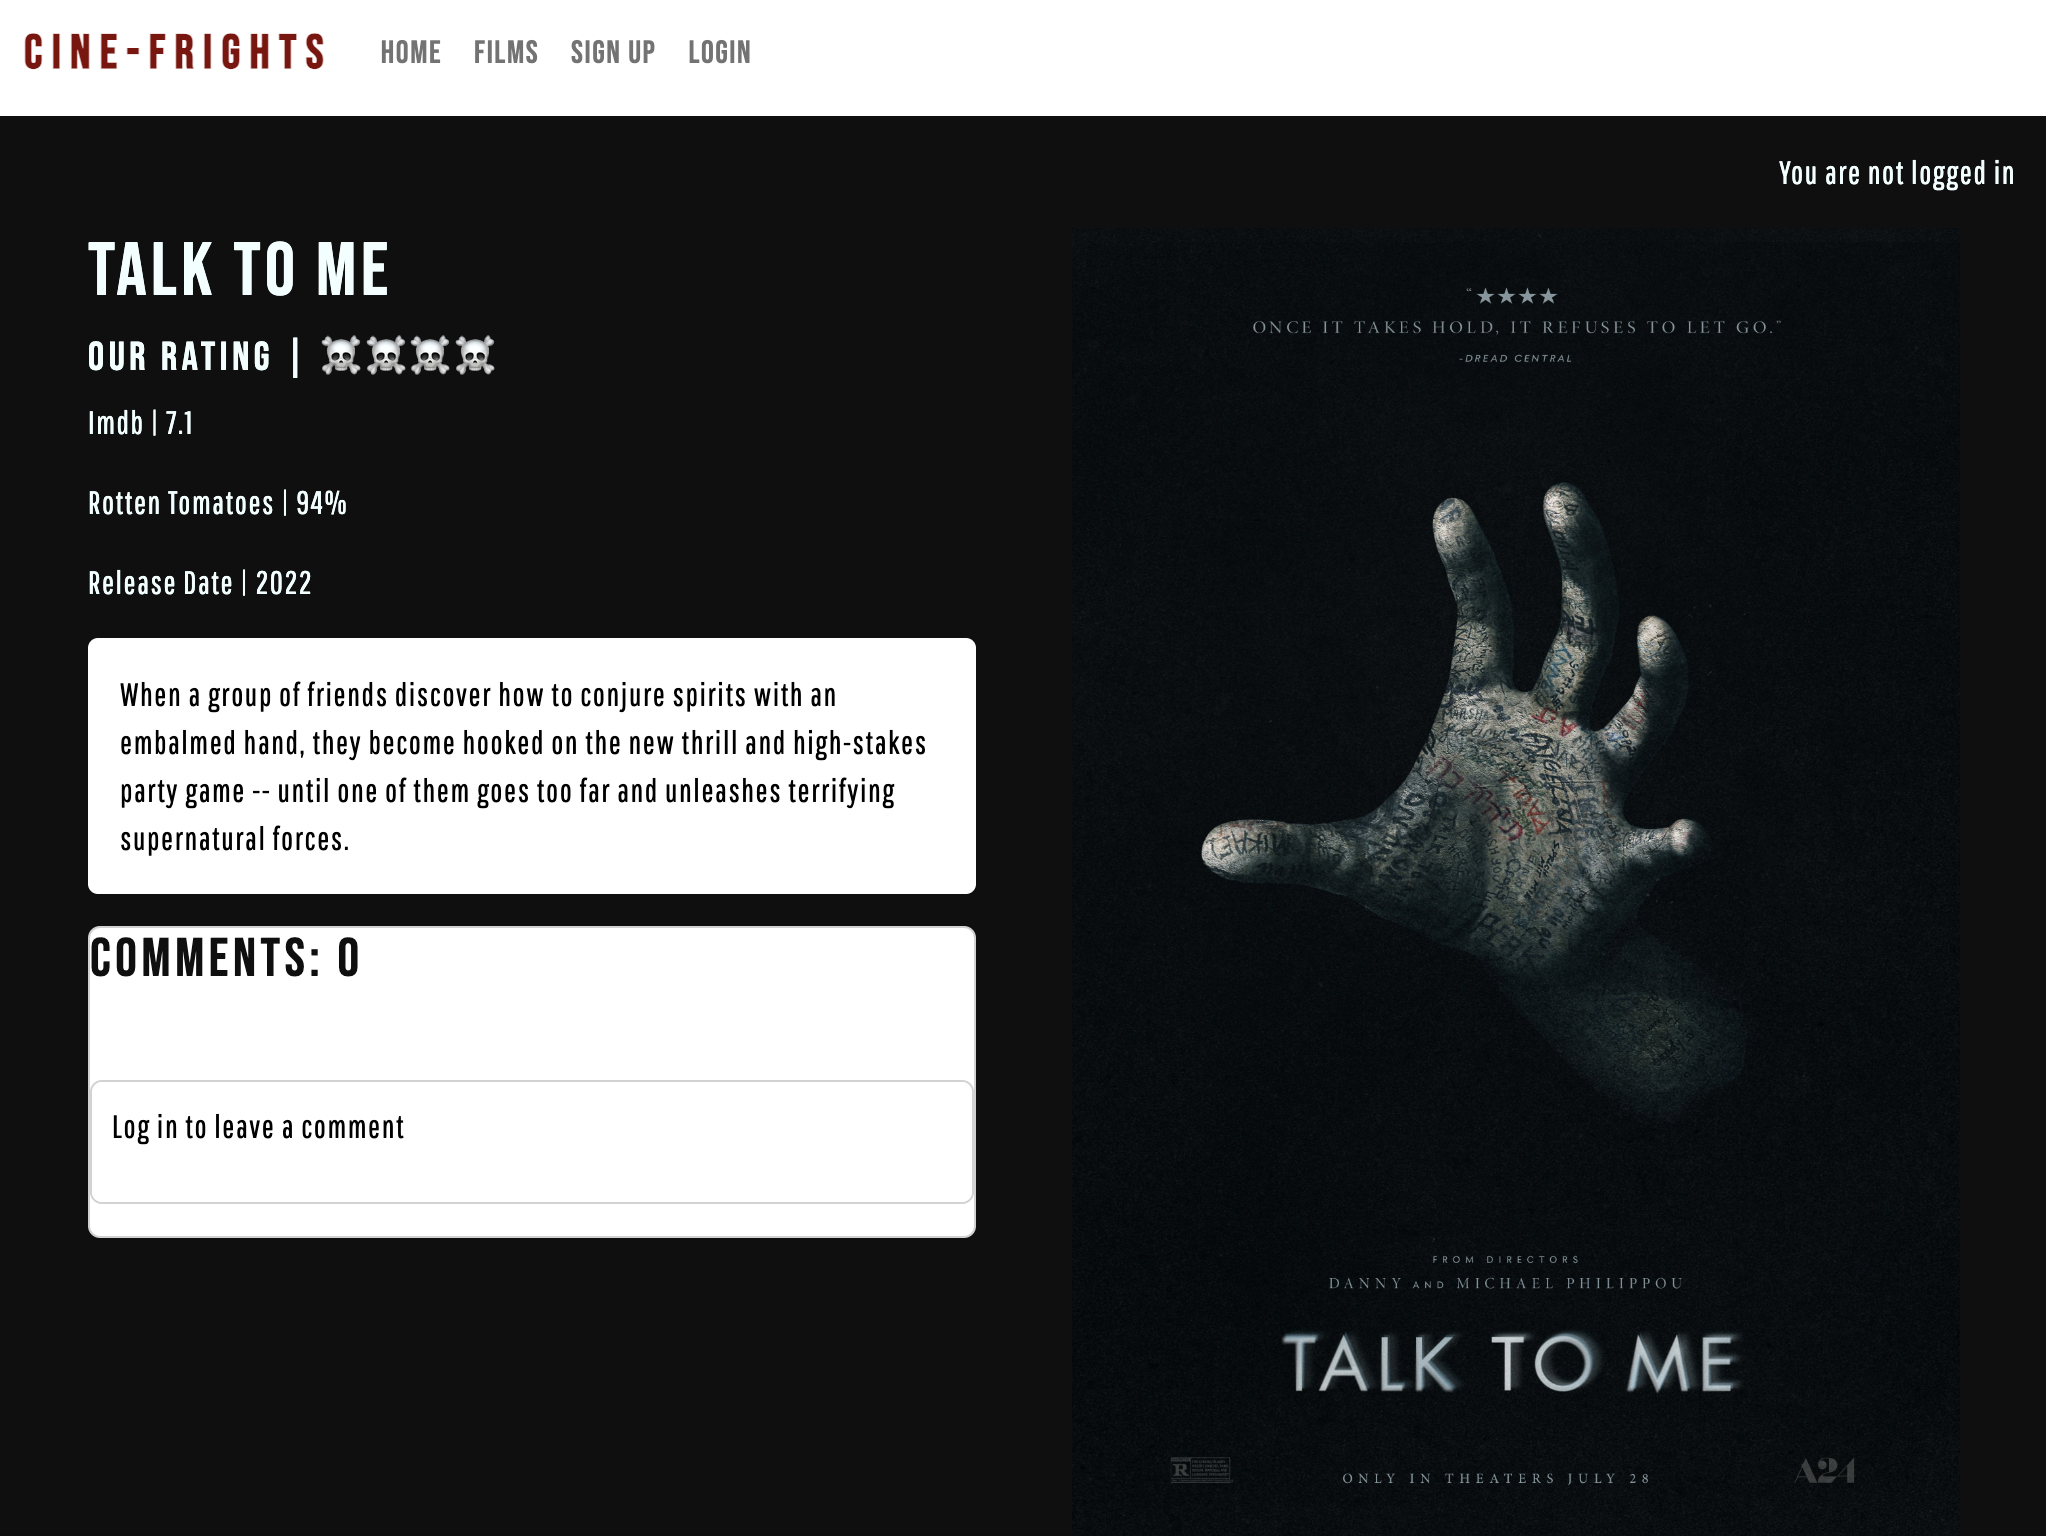 CINE-FRIGHTS HOME FILMS SIGN UP LOGIN
You are not logged in
TALK TO ME
OUR RATING | ☠️☠️☠️☠️
Imdb | 7.1
Rotten Tomatoes | 94%
Release Date | 2022
When a group of friends discover how to conjure spirits with an
embalmed hand, they become hooked on the new thrill and high-stakes
party game -- until one of them goes too far and unleashes terrifying
supernatural forces.
COMMENTS: 0
Log in to leave a comment
“★★★★
ONCE IT TAKES HOLD, IT REFUSES TO LET GO.”
-DREAD CENTRAL
FROM DIRECTORS
DANNY AND MICHAEL PHILIPPOU
TALK TO ME
R
ONLY IN THEATERS JULY 28
A24